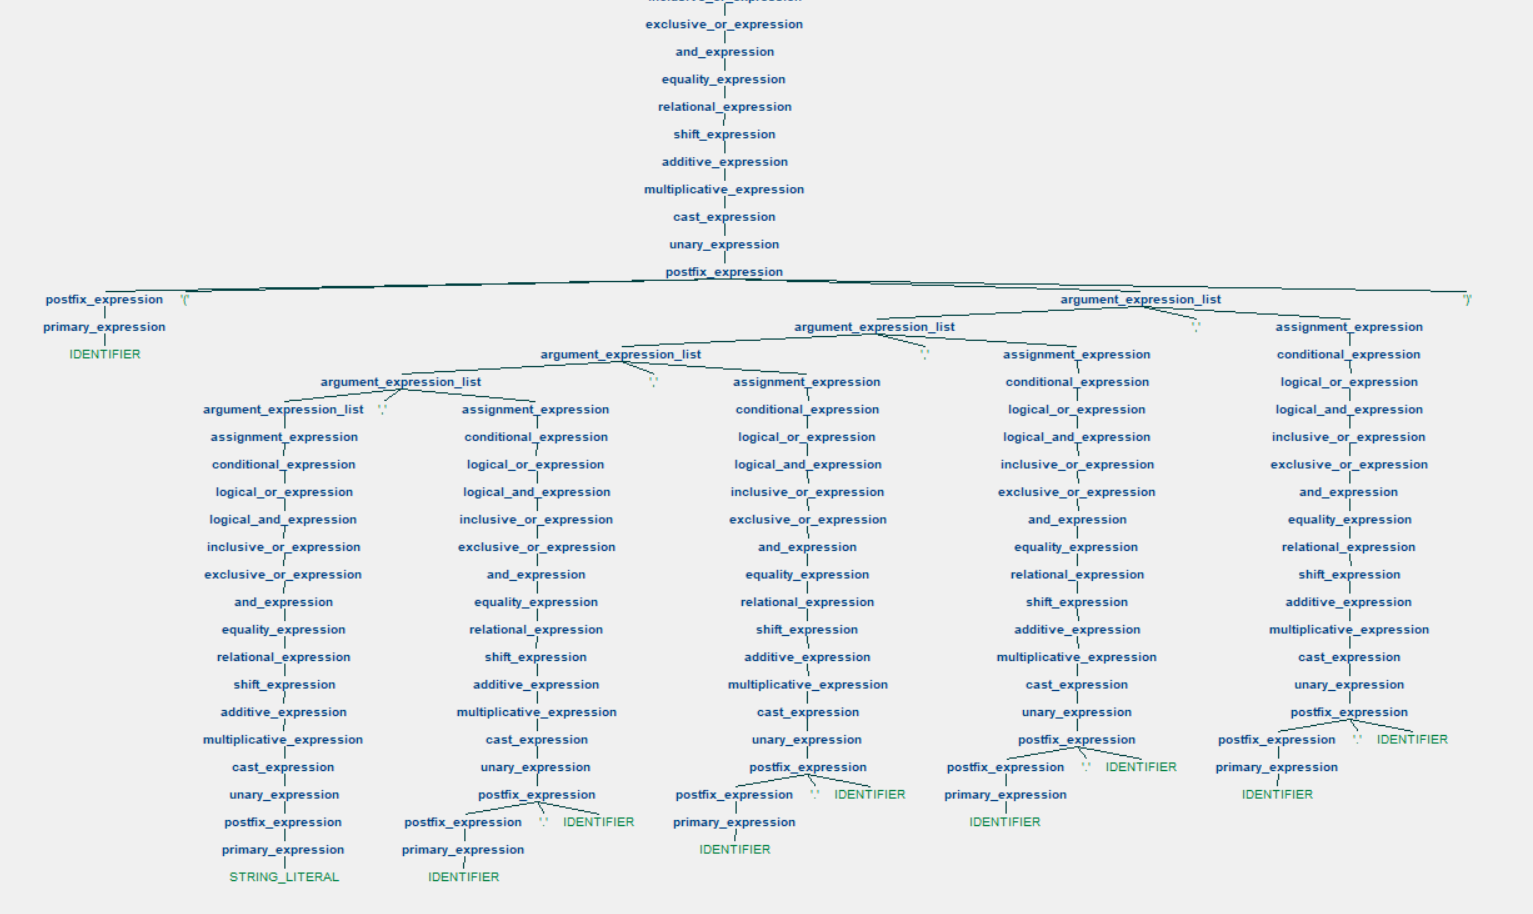 exclusive_or_expression
and_expression
equality_expression
relational_expression
shift_expression
additive_expression
multiplicative_expression
cast_expression
unary_expression
postfix_expression
postfix_expression '(' argument_expression_list ')'
primary_expression argument_expression_list ',' assignment_expression
IDENTIFIER argument_expression_list ',' assignment_expression conditional_expression
argument_expression_list ',' assignment_expression conditional_expression logical_or_expression
argument_expression_list ',' assignment_expression conditional_expression logical_or_expression logical_and_expression
assignment_expression conditional_expression logical_or_expression logical_and_expression inclusive_or_expression
conditional_expression logical_or_expression logical_and_expression inclusive_or_expression exclusive_or_expression
logical_or_expression logical_and_expression inclusive_or_expression exclusive_or_expression and_expression
logical_and_expression inclusive_or_expression exclusive_or_expression and_expression equality_expression
inclusive_or_expression exclusive_or_expression and_expression equality_expression relational_expression
exclusive_or_expression and_expression equality_expression relational_expression shift_expression
and_expression equality_expression relational_expression shift_expression additive_expression
equality_expression relational_expression shift_expression additive_expression multiplicative_expression
relational_expression shift_expression additive_expression multiplicative_expression cast_expression
shift_expression additive_expression multiplicative_expression cast_expression unary_expression
additive_expression multiplicative_expression cast_expression unary_expression postfix_expression
multiplicative_expression cast_expression unary_expression postfix_expression postfix_expression '.' IDENTIFIER
cast_expression unary_expression postfix_expression postfix_expression '.' IDENTIFIER primary_expression
unary_expression postfix_expression postfix_expression '.' IDENTIFIER primary_expression IDENTIFIER
postfix_expression postfix_expression '.' IDENTIFIER primary_expression IDENTIFIER
primary_expression primary_expression IDENTIFIER
STRING_LITERAL IDENTIFIER